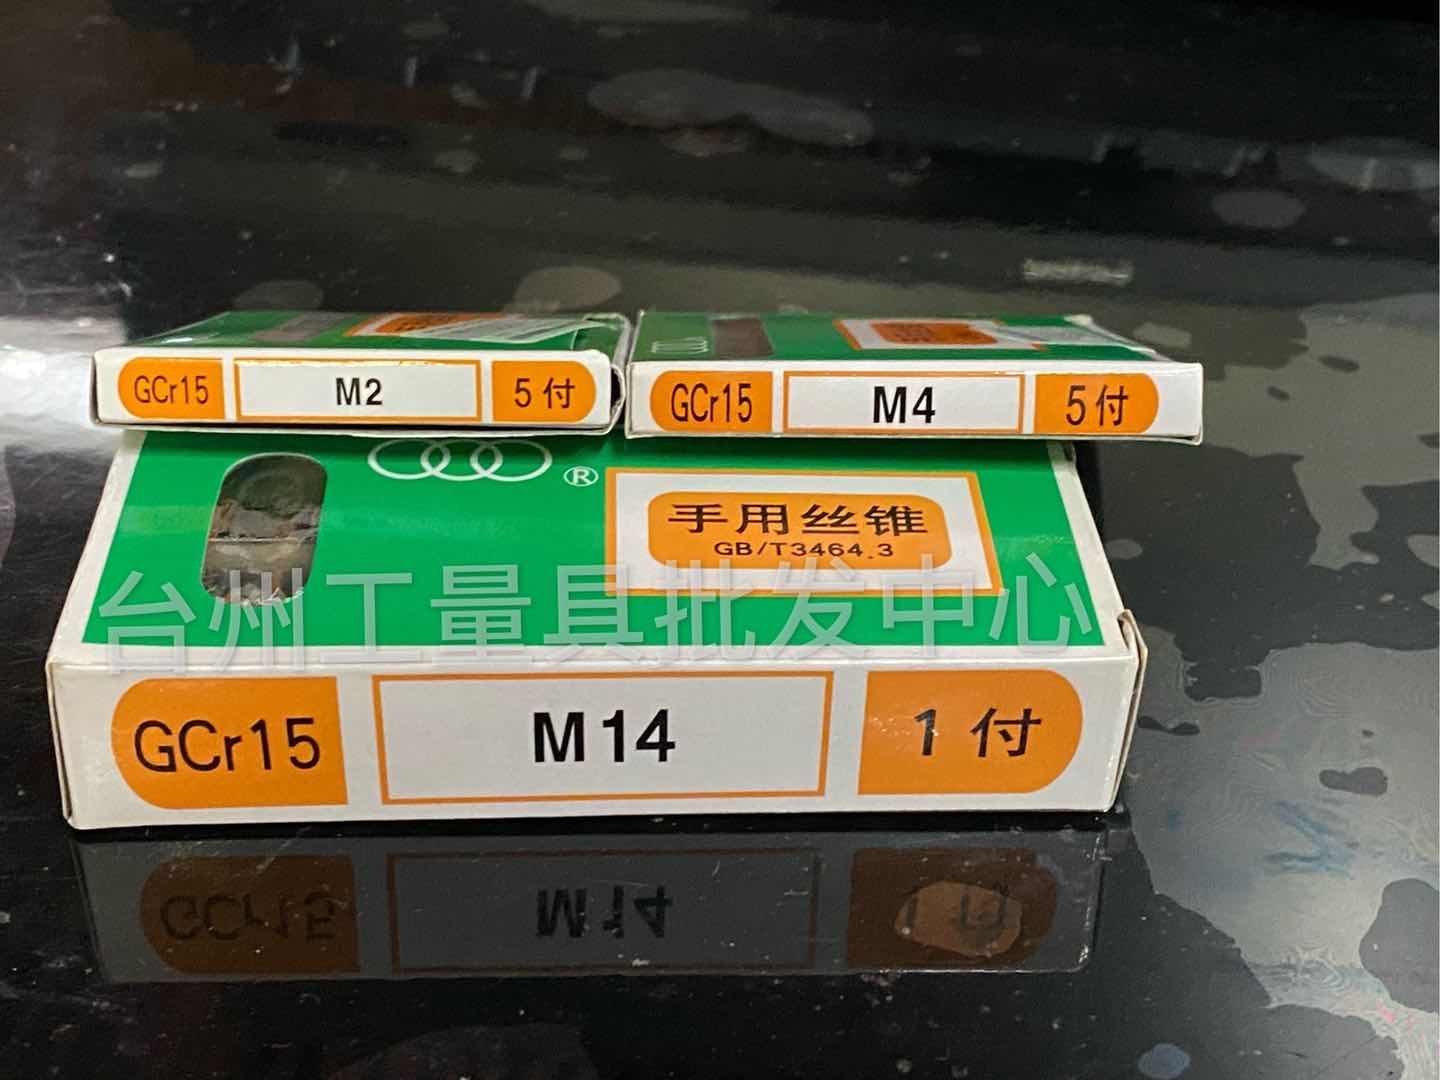 GCr15 M2 5付
GCr15 M4 5付
®
手用丝锥
GB/T3464.3
台州工量具批发中心
GCr15 M14 1付